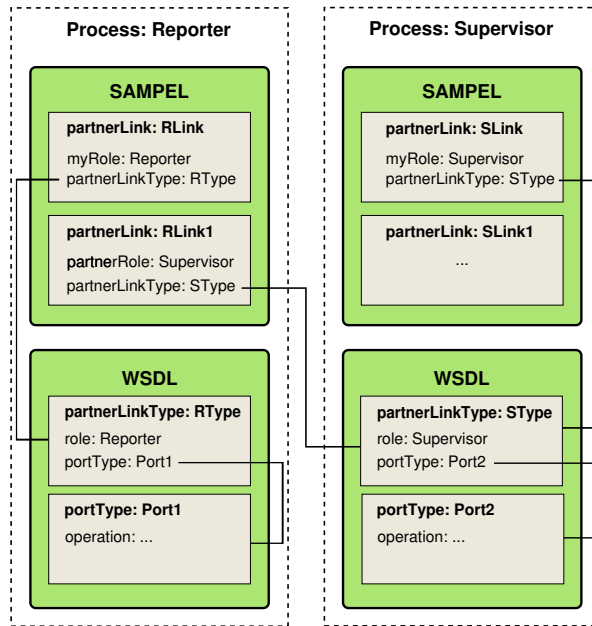 Process: Reporter
SAMPEL
partnerLink: RLink
myRole: Reporter
partnerLinkType: RType
partnerLink: RLink1
partnerRole: Supervisor
partnerLinkType: SType
WSDL
partnerLinkType: RType
role: Reporter
portType: Port1
portType: Port1
operation: ...
Process: Supervisor
SAMPEL
partnerLink: SLink
myRole: Supervisor
partnerLinkType: SType
partnerLink: SLink1
...
WSDL
partnerLinkType: SType
role: Supervisor
portType: Port2
portType: Port2
operation: ...